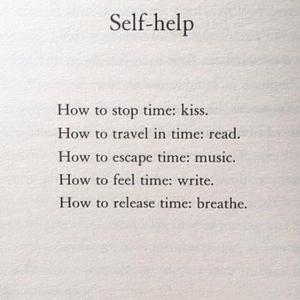 Self-help
How to stop time: kiss.
How to travel in time: read.
How to escape time: music.
How to feel time: write.
How to release time: breathe.